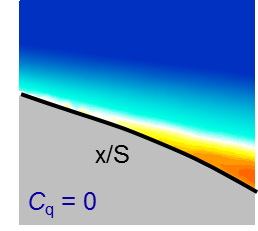 x/S
Cq = 0